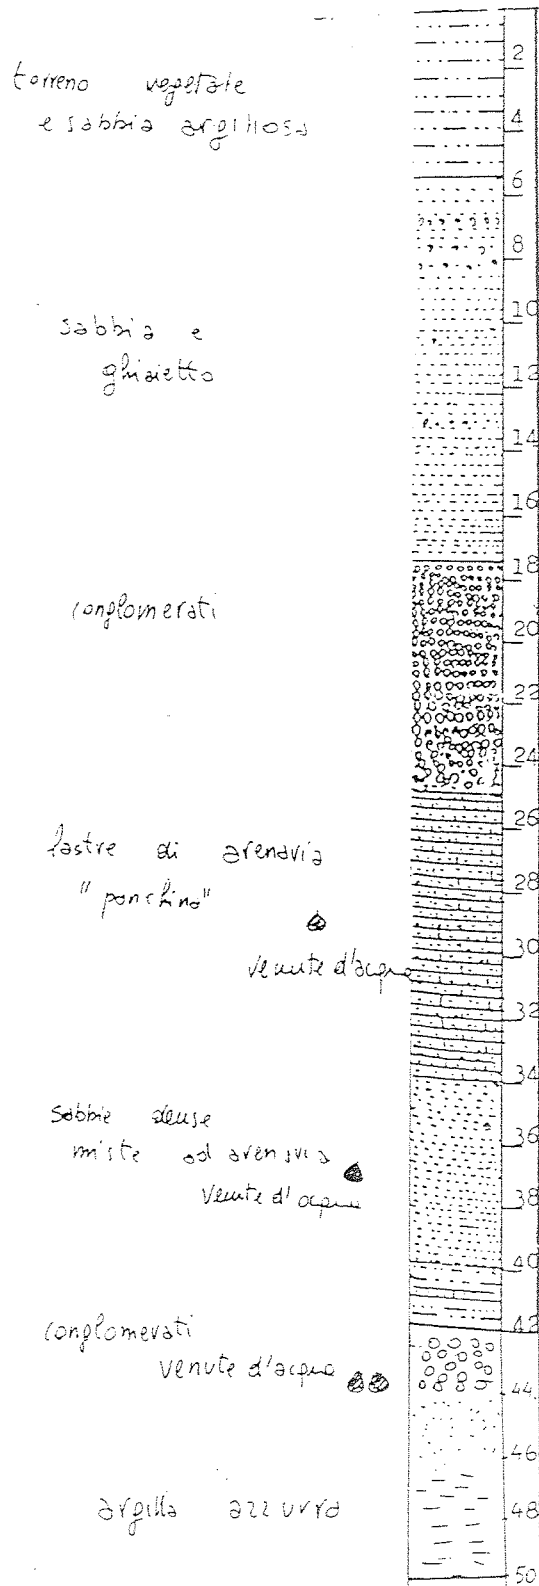 2
torreno vegetale
e sabbia argillosa
4
6
8
10
sabbia e
ghiaietto
12
14
16
18
conglomerati
20
22
24
26
lastre di arenaria
"panchina"
28
30
venute d'acqua
32
34
Sabbie dense
miste ad arenaria
36
venute d'acqua
38
40
42
conglomerati
venute d'acqua
44
46
argilla azzurra
48
50